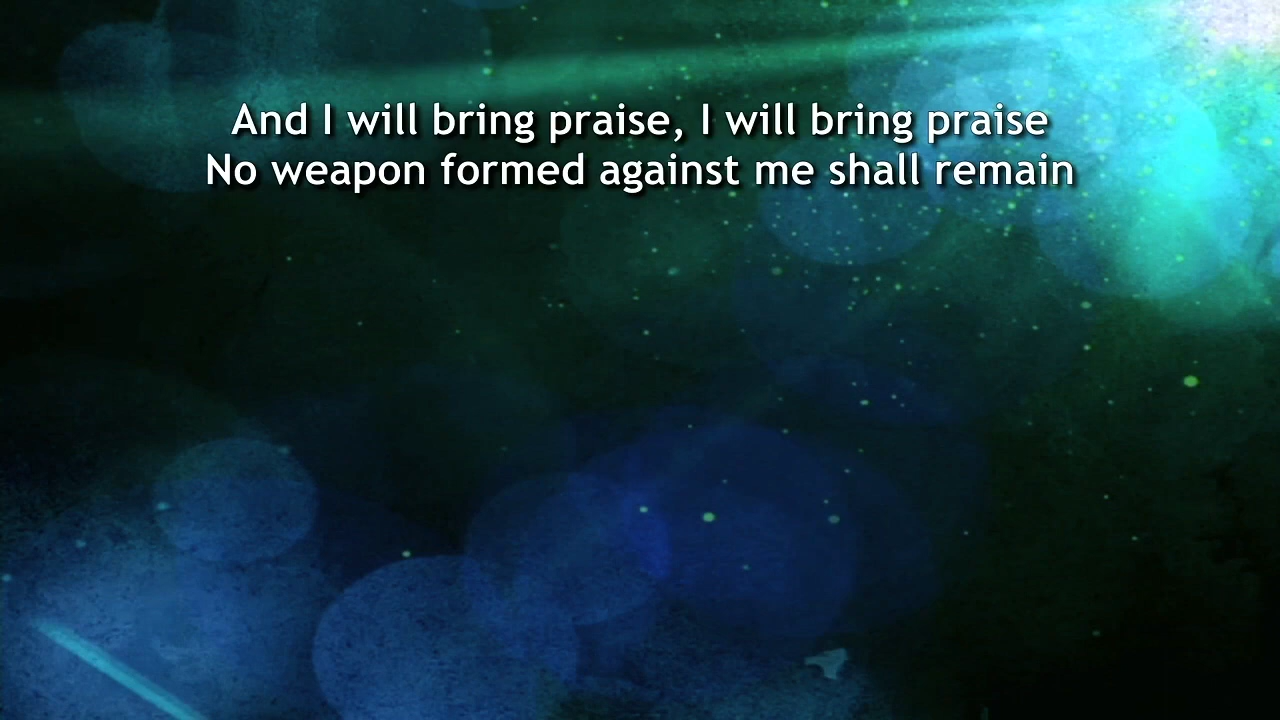 And I will bring praise, I will bring praise
No weapon formed against me shall remain